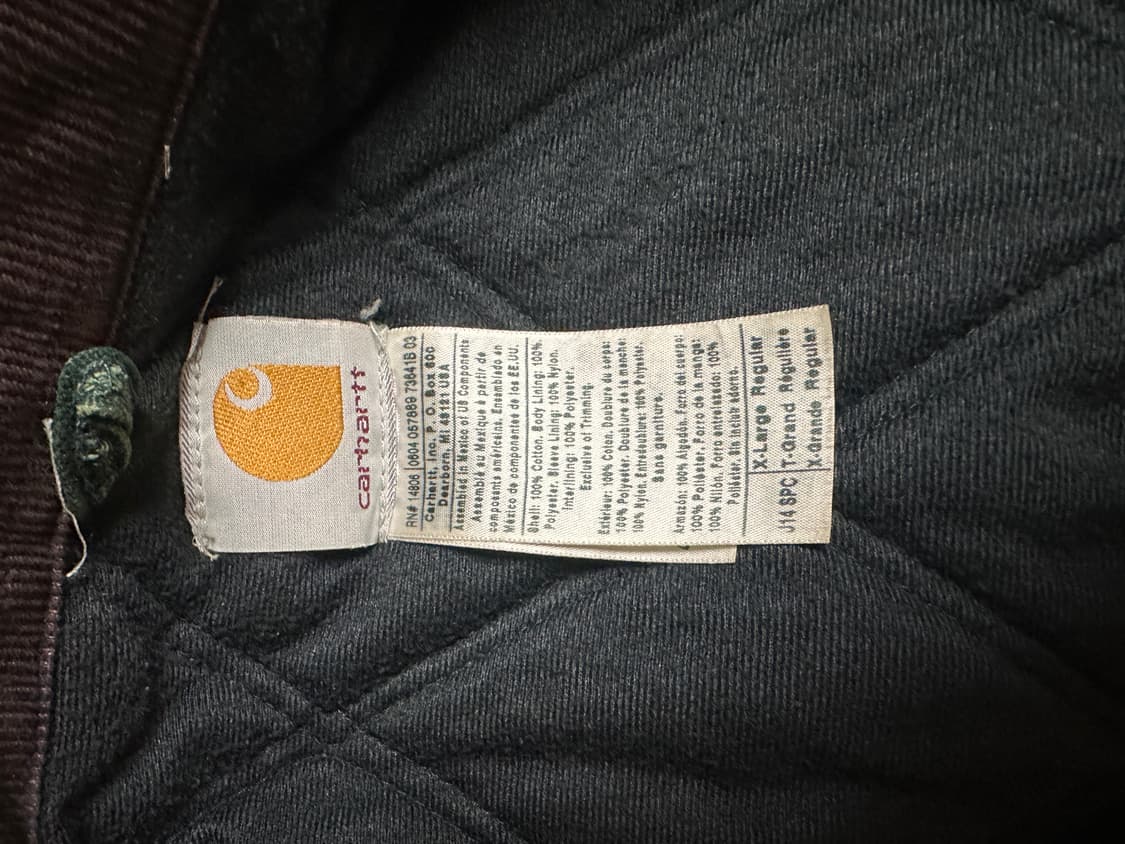 carhartt
RN# 14806 0604 057889 73641B 03
Carhartt, Inc. P. O. Box 600
Dearborn, MI 48121 USA
Assembled in Mexico of US Components
Assemblé au Mexique à partir de
composants américains. Ensamblado en
México de componentes de los EE.UU.
Shell: 100% Cotton. Body Lining: 100%
Polyester. Sleeve Lining: 100% Nylon.
Interlining: 100% Polyester.
Exclusive of Trimming.
Extérieur: 100% Coton. Doublure du corps:
100% Polyester. Doublure de la manche:
100% Nylon. Entredoublure: 100% Polyester.
Sans garniture.
Armazón: 100% Algodón. Forro del cuerpo:
100% Poliéster. Forro de la manga:
100% Nilón. Forro entrelazado: 100%
Poliéster. Sin incluir adorno.
X-Large Regular
J14 SPC T-Grand Regulière
X Grande Regular